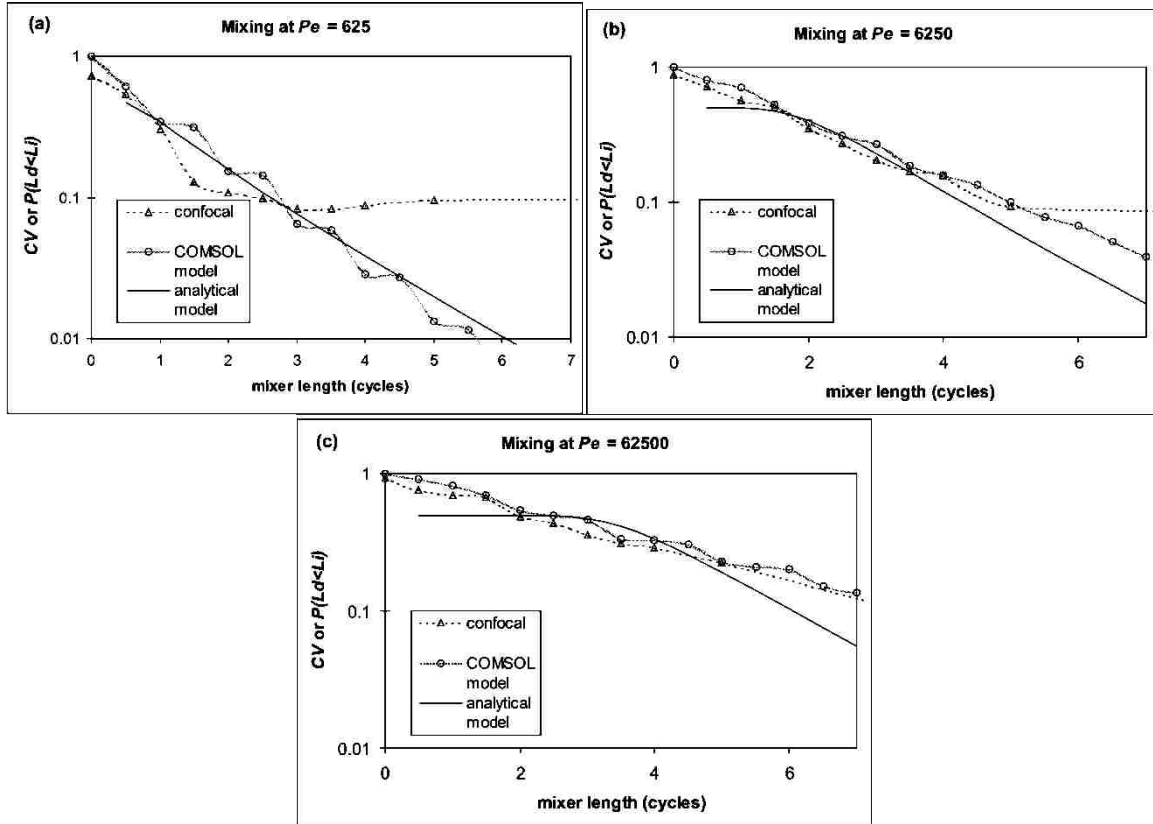 (a)
Mixing at Pe = 625
CV or P(Ld<Li)
1
0.1
0.01
confocal
COMSOL
model
analytical
model
0 1 2 3 4 5 6 7
mixer length (cycles)
(b)
Mixing at Pe = 6250
CV or P(Ld<Li)
1
0.1
0.01
confocal
COMSOL
model
analytical
model
0 2 4 6
mixer length (cycles)
(c)
Mixing at Pe = 62500
CV or P(Ld<Li)
1
0.1
0.01
confocal
COMSOL
model
analytical
model
0 2 4 6
mixer length (cycles)